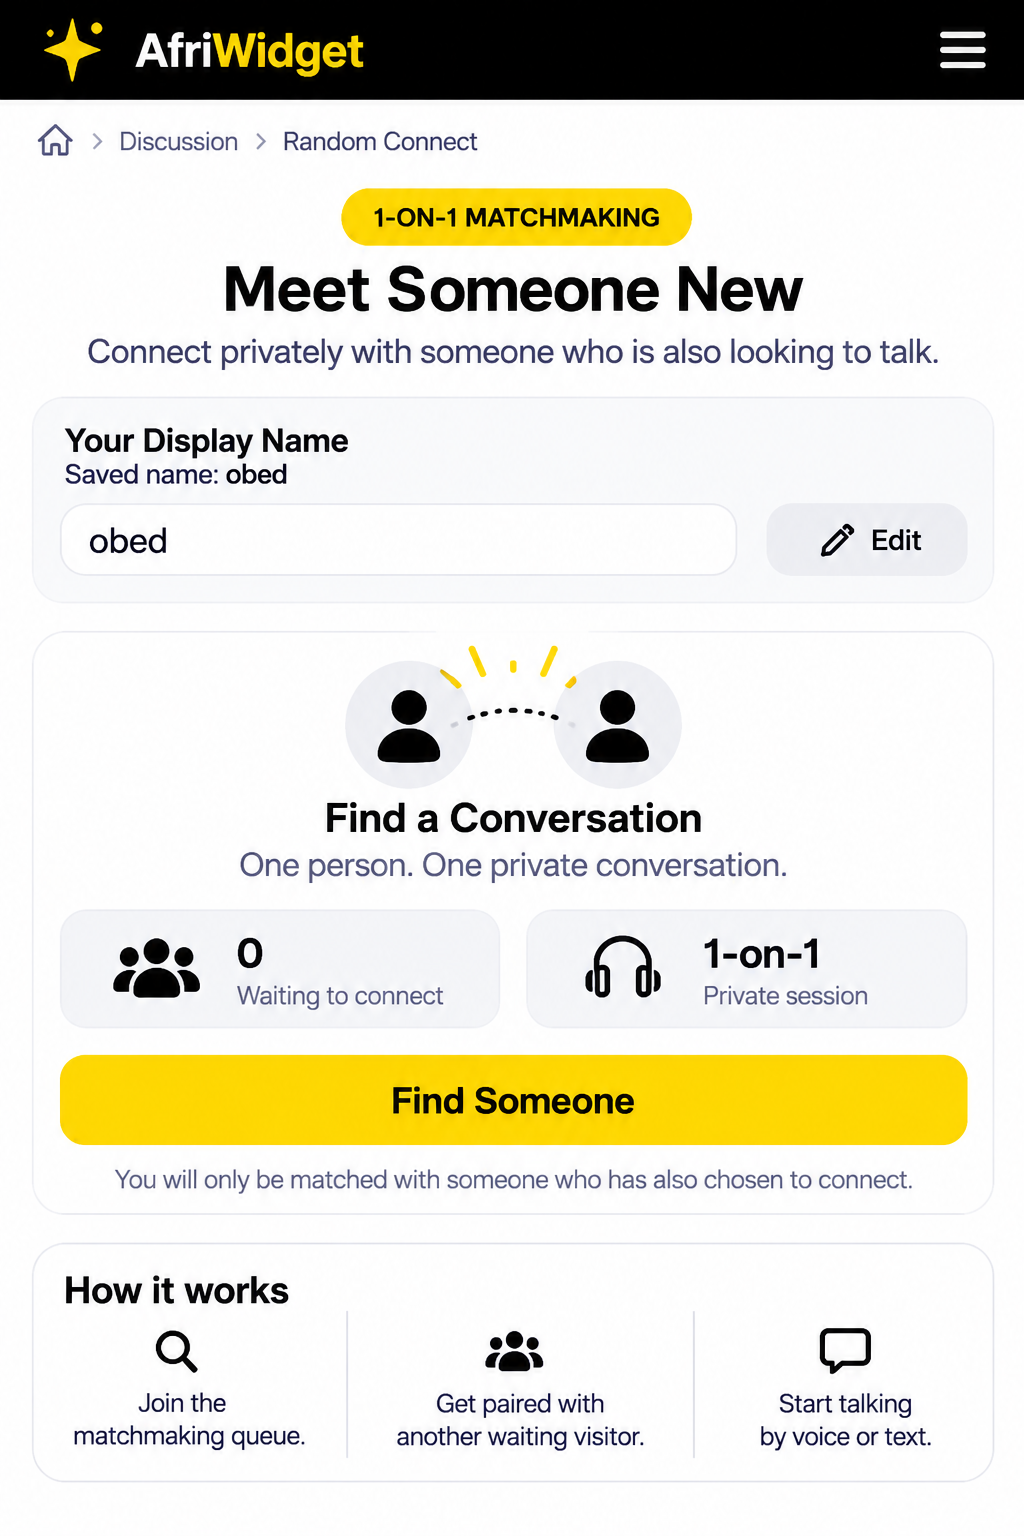 AfriWidget
Discussion
Random Connect
1-ON-1 MATCHMAKING
Meet Someone New
Connect privately with someone who is also looking to talk.
Your Display Name
Saved name: obed
obed
Edit
Find a Conversation
One person. One private conversation.
0
Waiting to connect
1-on-1
Private session
Find Someone
You will only be matched with someone who has also chosen to connect.
How it works
Join the
matchmaking queue.
Get paired with
another waiting visitor.
Start talking
by voice or text.